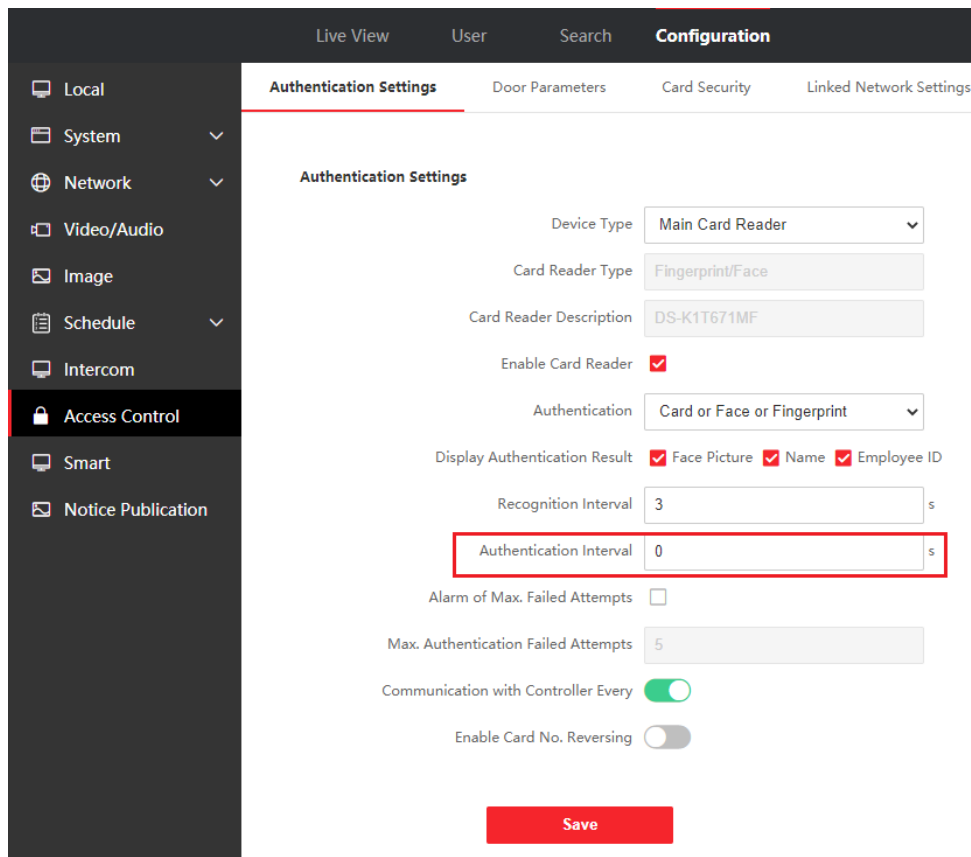 Live View User Search Configuration
Local
System
Network
Video/Audio
Image
Schedule
Intercom
Access Control
Smart
Notice Publication
Authentication Settings Door Parameters Card Security Linked Network Settings
Authentication Settings
Device Type Main Card Reader
Card Reader Type Fingerprint/Face
Card Reader Description DS-K1T671MF
Enable Card Reader
Authentication Card or Face or Fingerprint
Display Authentication Result Face Picture Name Employee ID
Recognition Interval 3 s
Authentication Interval 0 s
Alarm of Max. Failed Attempts
Max. Authentication Failed Attempts 5
Communication with Controller Every
Enable Card No. Reversing
Save